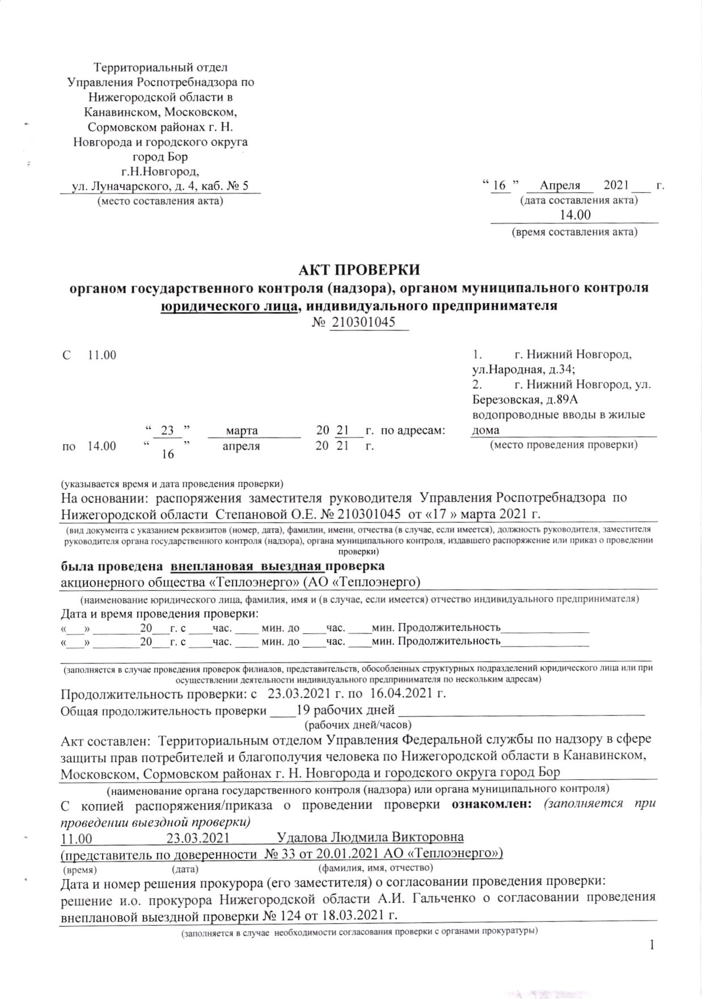 Территориальный отдел
Управления Роспотребнадзора по
Нижегородской области в
Канавинском, Московском,
Сормовском районах г. Н.
Новгорода и городского округа
город Бор
г.Н.Новгород,
ул. Луначарского, д. 4, каб. № 5
(место составления акта)
“ 16 ” Апреля 2021 г.
(дата составления акта)
14.00
(время составления акта)
АКТ ПРОВЕРКИ
органом государственного контроля (надзора), органом муниципального контроля
юридического лица, индивидуального предпринимателя
№ 210301045
С 11.00
1. г. Нижний Новгород,
ул.Народная, д.34;
2. г. Нижний Новгород, ул.
Березовская, д.89А
водопроводные вводы в жилые
“ 23 ” марта 20 21 г. по адресам: дома
по 14.00 “ 16 ” апреля 20 21 г. (место проведения проверки)
(указывается время и дата проведения проверки)
На основании: распоряжения заместителя руководителя Управления Роспотребнадзора по
Нижегородской области Степановой О.Е. № 210301045 от «17 » марта 2021 г.
(вид документа с указанием реквизитов (номер, дата), фамилии, имени, отчества (в случае, если имеется), должность руководителя, заместителя
руководителя органа государственного контроля (надзора), органа муниципального контроля, издавшего распоряжение или приказ о проведении
проверки)
была проведена внеплановая выездная проверка
акционерного общества «Теплоэнерго» (АО «Теплоэнерго)
(наименование юридического лица, фамилия, имя и (в случае, если имеется) отчество индивидуального предпринимателя)
Дата и время проведения проверки:
«___» ________20___г. с ____час. ____ мин. до ____час. ____мин. Продолжительность_______________
«___» ________20___г. с ____час. ____ мин. до ____час. ____мин. Продолжительность_______________
(заполняется в случае проведения проверок филиалов, представительств, обособленных структурных подразделений юридического лица или при
осуществлении деятельности индивидуального предпринимателя по нескольким адресам)
Продолжительность проверки: с 23.03.2021 г. по 16.04.2021 г.
Общая продолжительность проверки ____19 рабочих дней ____
(рабочих дней/часов)
Акт составлен: Территориальным отделом Управления Федеральной службы по надзору в сфере
защиты прав потребителей и благополучия человека по Нижегородской области в Канавинском,
Московском, Сормовском районах г. Н. Новгорода и городского округа город Бор
(наименование органа государственного контроля (надзора) или органа муниципального контроля)
С копией распоряжения/приказа о проведении проверки ознакомлен: (заполняется при
проведении выездной проверки)
11.00 23.03.2021 Удалова Людмила Викторовна
(представитель по доверенности № 33 от 20.01.2021 АО «Теплоэнерго»)
(время) (дата) (фамилия, имя, отчество)
Дата и номер решения прокурора (его заместителя) о согласовании проведения проверки:
решение и.о. прокурора Нижегородской области А.И. Гальченко о согласовании проведения
внеплановой выездной проверки № 124 от 18.03.2021 г.
(заполняется в случае необходимости согласования проверки с органами прокуратуры)
1